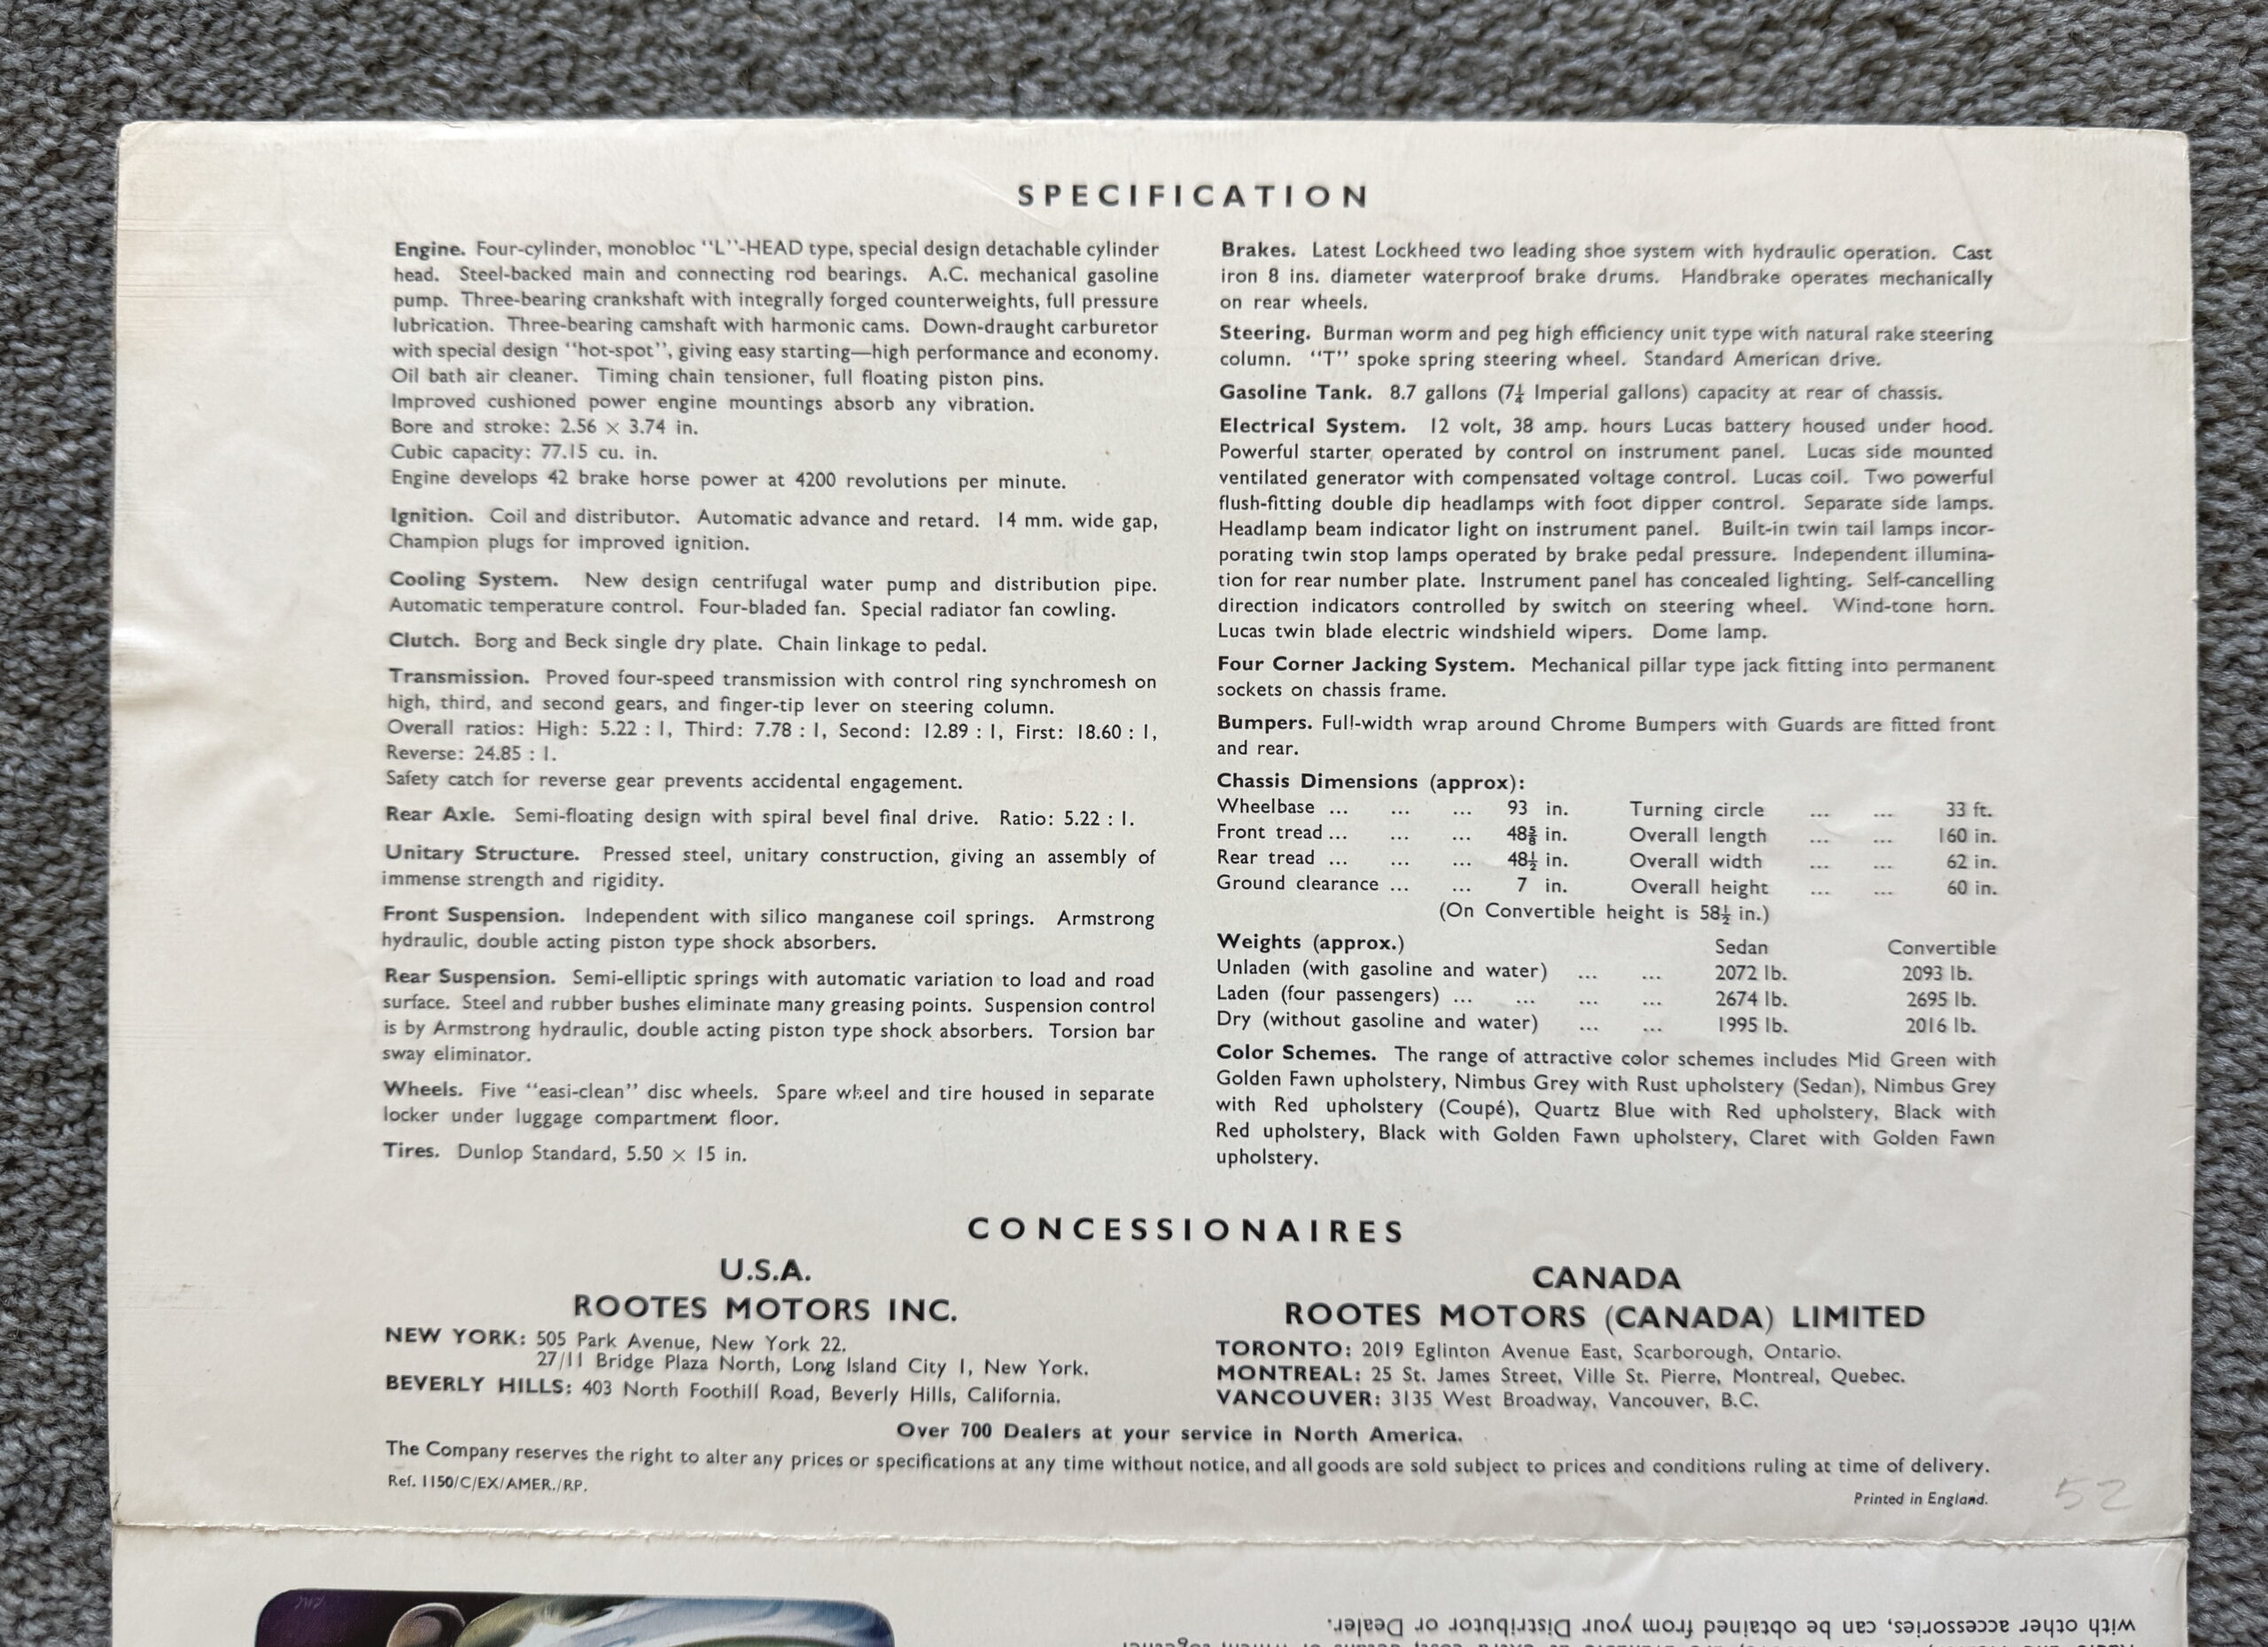 SPECIFICATION
Engine. Four-cylinder, monobloc "L"-HEAD type, special design detachable cylinder
head. Steel-backed main and connecting rod bearings. A.C. mechanical gasoline
pump. Three-bearing crankshaft with integrally forged counterweights, full pressure
lubrication. Three-bearing camshaft with harmonic cams. Down-draught carburetor
with special design "hot-spot", giving easy starting—high performance and economy.
Oil bath air cleaner. Timing chain tensioner, full floating piston pins.
Improved cushioned power engine mountings absorb any vibration.
Bore and stroke: 2.56 × 3.74 in.
Cubic capacity: 77.15 cu. in.
Engine develops 42 brake horse power at 4200 revolutions per minute.
Ignition. Coil and distributor. Automatic advance and retard. 14 mm. wide gap,
Champion plugs for improved ignition.
Cooling System. New design centrifugal water pump and distribution pipe.
Automatic temperature control. Four-bladed fan. Special radiator fan cowling.
Clutch. Borg and Beck single dry plate. Chain linkage to pedal.
Transmission. Proved four-speed transmission with control ring synchromesh on
high, third, and second gears, and finger-tip lever on steering column.
Overall ratios: High: 5.22 : 1, Third: 7.78 : 1, Second: 12.89 : 1, First: 18.60 : 1,
Reverse: 24.85 : 1.
Safety catch for reverse gear prevents accidental engagement.
Rear Axle. Semi-floating design with spiral bevel final drive. Ratio: 5.22 : 1.
Unitary Structure. Pressed steel, unitary construction, giving an assembly of
immense strength and rigidity.
Front Suspension. Independent with silico manganese coil springs. Armstrong
hydraulic, double acting piston type shock absorbers.
Rear Suspension. Semi-elliptic springs with automatic variation to load and road
surface. Steel and rubber bushes eliminate many greasing points. Suspension control
is by Armstrong hydraulic, double acting piston type shock absorbers. Torsion bar
sway eliminator.
Wheels. Five "easi-clean" disc wheels. Spare wheel and tire housed in separate
locker under luggage compartment floor.
Tires. Dunlop Standard, 5.50 × 15 in.
Brakes. Latest Lockheed two leading shoe system with hydraulic operation. Cast
iron 8 ins. diameter waterproof brake drums. Handbrake operates mechanically
on rear wheels.
Steering. Burman worm and peg high efficiency unit type with natural rake steering
column. "T" spoke spring steering wheel. Standard American drive.
Gasoline Tank. 8.7 gallons (7¼ Imperial gallons) capacity at rear of chassis.
Electrical System. 12 volt, 38 amp. hours Lucas battery housed under hood.
Powerful starter operated by control on instrument panel. Lucas side mounted
ventilated generator with compensated voltage control. Lucas coil. Two powerful
flush-fitting double dip headlamps with foot dipper control. Separate side lamps.
Headlamp beam indicator light on instrument panel. Built-in twin tail lamps incor-
porating twin stop lamps operated by brake pedal pressure. Independent illumina-
tion for rear number plate. Instrument panel has concealed lighting. Self-cancelling
direction indicators controlled by switch on steering wheel. Wind-tone horn.
Lucas twin blade electric windshield wipers. Dome lamp.
Four Corner Jacking System. Mechanical pillar type jack fitting into permanent
sockets on chassis frame.
Bumpers. Full-width wrap around Chrome Bumpers with Guards are fitted front
and rear.
Chassis Dimensions (approx):
Wheelbase ... ... ... 93 in. Turning circle ... ... 33 ft.
Front tread ... ... ... 48⅝ in. Overall length ... ... 160 in.
Rear tread ... ... ... 48½ in. Overall width ... ... 62 in.
Ground clearance ... ... 7 in. Overall height ... ... 60 in.
(On Convertible height is 58½ in.)
Weights (approx.) Sedan Convertible
Unladen (with gasoline and water) ... ... 2072 lb. 2093 lb.
Laden (four passengers) ... ... ... ... 2674 lb. 2695 lb.
Dry (without gasoline and water) ... ... 1995 lb. 2016 lb.
Color Schemes. The range of attractive color schemes includes Mid Green with
Golden Fawn upholstery, Nimbus Grey with Rust upholstery (Sedan), Nimbus Grey
with Red upholstery (Coupé), Quartz Blue with Red upholstery, Black with
Red upholstery, Black with Golden Fawn upholstery, Claret with Golden Fawn
upholstery.
CONCESSIONAIRES
U.S.A.
ROOTES MOTORS INC.
NEW YORK: 505 Park Avenue, New York 22.
27/11 Bridge Plaza North, Long Island City 1, New York.
BEVERLY HILLS: 403 North Foothill Road, Beverly Hills, California.
CANADA
ROOTES MOTORS (CANADA) LIMITED
TORONTO: 2019 Eglinton Avenue East, Scarborough, Ontario.
MONTREAL: 25 St. James Street, Ville St. Pierre, Montreal, Quebec.
VANCOUVER: 3135 West Broadway, Vancouver, B.C.
Over 700 Dealers at your service in North America.
The Company reserves the right to alter any prices or specifications at any time without notice, and all goods are sold subject to prices and conditions ruling at time of delivery.
Ref. 1150/C/EX/AMER./RP.
Printed in England.
52
with other accessories, can be obtained from your Distributor or Dealer.